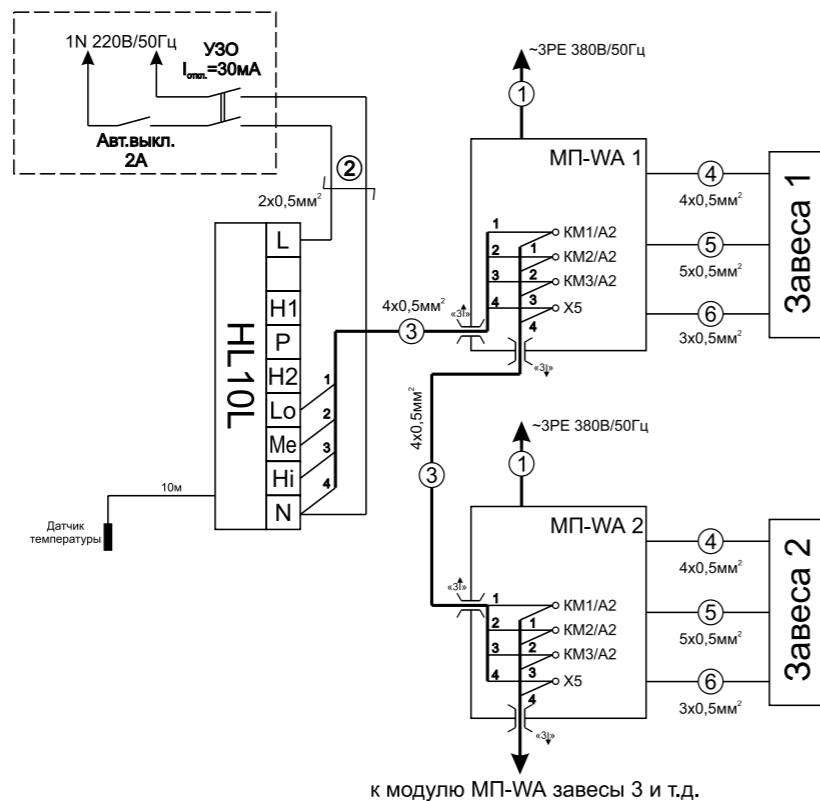 1N 220В/50Гц
УЗО
Iоткл.=30мА
Авт.выкл.
2А
2
2х0,5мм²
HL10L
L
H1
P
H2
Lo
Me
Hi
N
1
2
3
4
10м
Датчик
температуры
4х0,5мм²
3
«3I»
~3PE 380В/50Гц
1
МП-WA 1
1
2
3
4
КМ1/А2
КМ2/А2
КМ3/А2
X5
1
2
3
4
«3I»
4
4х0,5мм²
5
5х0,5мм²
6
3х0,5мм²
Завеса 1
4х0,5мм²
3
~3PE 380В/50Гц
1
МП-WA 2
«3I»
1
2
3
4
КМ1/А2
КМ2/А2
КМ3/А2
X5
1
2
3
4
«3I»
4
4х0,5мм²
5
5х0,5мм²
6
3х0,5мм²
Завеса 2
к модулю МП-WA завесы 3 и т.д.